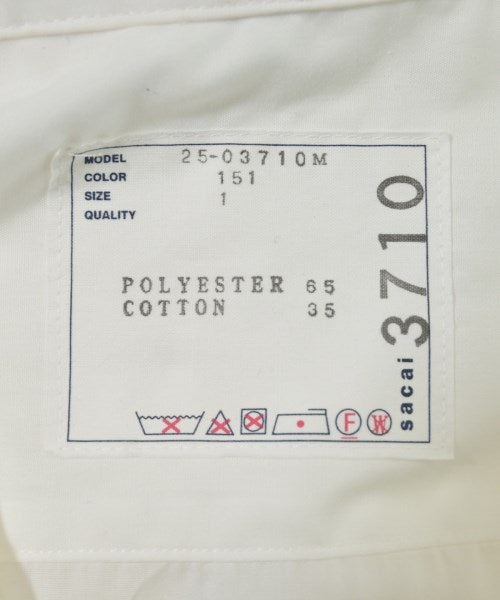 MODEL 25-03710M
COLOR 151
SIZE 1
QUALITY
POLYESTER 65
COTTON 35
F
W
sacai 3710